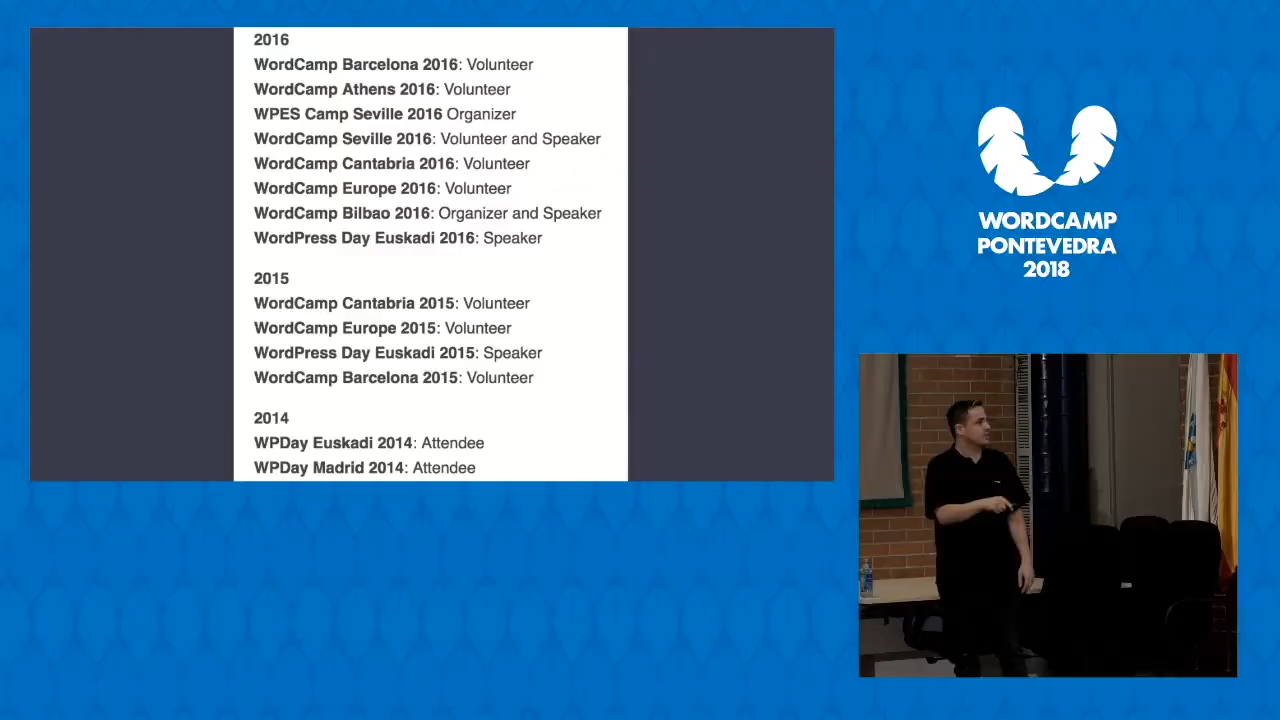 2016
WordCamp Barcelona 2016: Volunteer
WordCamp Athens 2016: Volunteer
WPES Camp Seville 2016 Organizer
WordCamp Seville 2016: Volunteer and Speaker
WordCamp Cantabria 2016: Volunteer
WordCamp Europe 2016: Volunteer
WordCamp Bilbao 2016: Organizer and Speaker
WordPress Day Euskadi 2016: Speaker
2015
WordCamp Cantabria 2015: Volunteer
WordCamp Europe 2015: Volunteer
WordPress Day Euskadi 2015: Speaker
WordCamp Barcelona 2015: Volunteer
2014
WPDay Euskadi 2014: Attendee
WPDay Madrid 2014: Attendee
WORDCAMP
PONTEVEDRA
2018